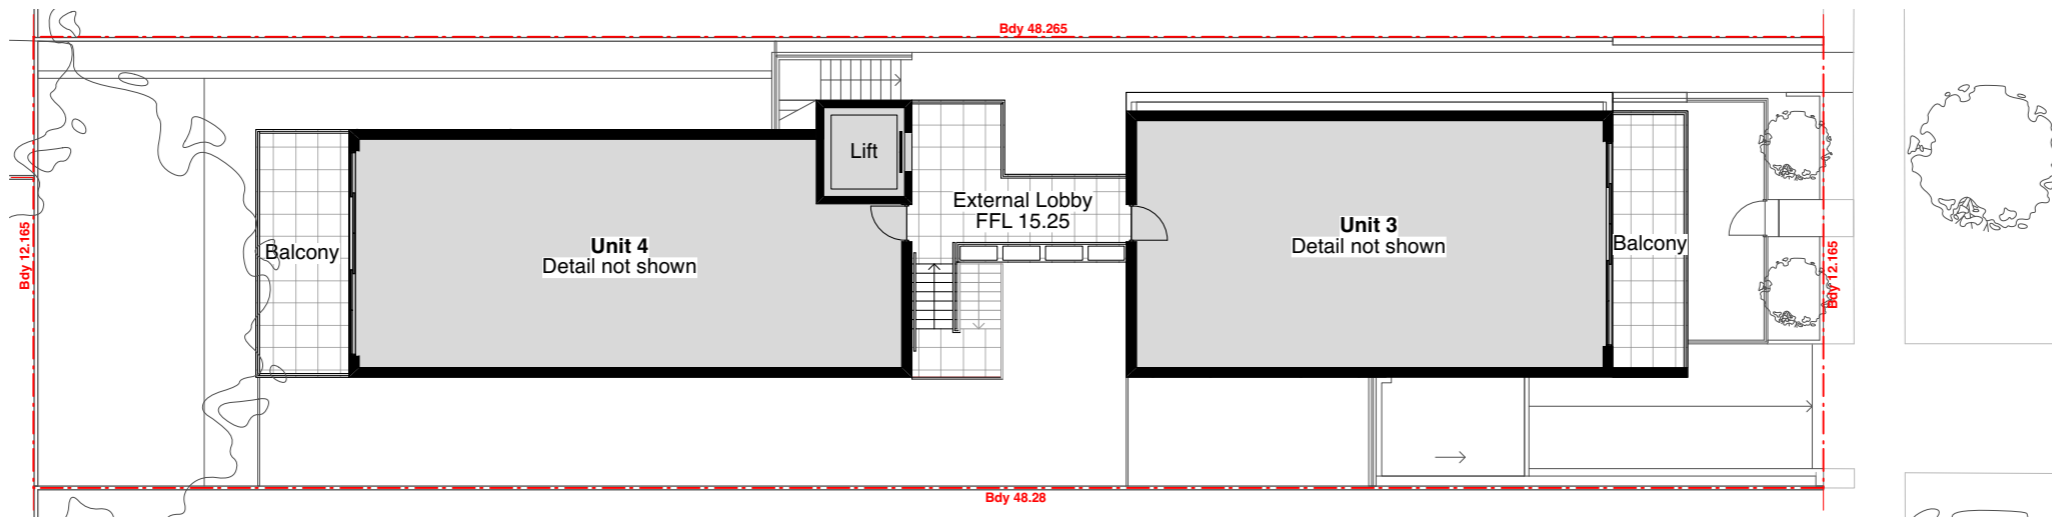 Bdy 48.265
Lift
External Lobby
FFL 15.25
Unit 3
Detail not shown
Unit 4
Detail not shown
Balcony
Balcony
Bdy 12.165
Bdy 12.165
Bdy 48.28